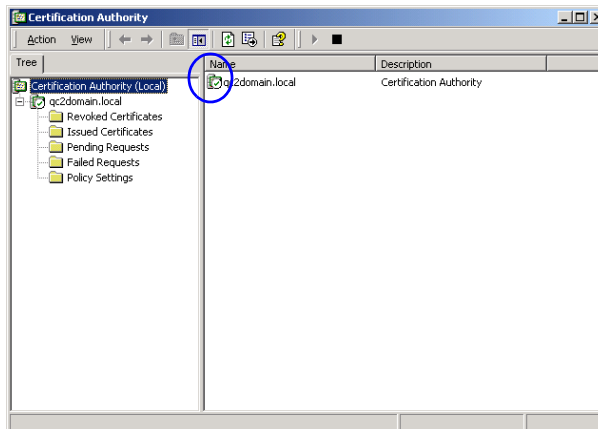 Certification Authority
Action View
Tree
Name Description
Certification Authority (Local)
qc2domain.local Certification Authority
qc2domain.local
Revoked Certificates
Issued Certificates
Pending Requests
Failed Requests
Policy Settings